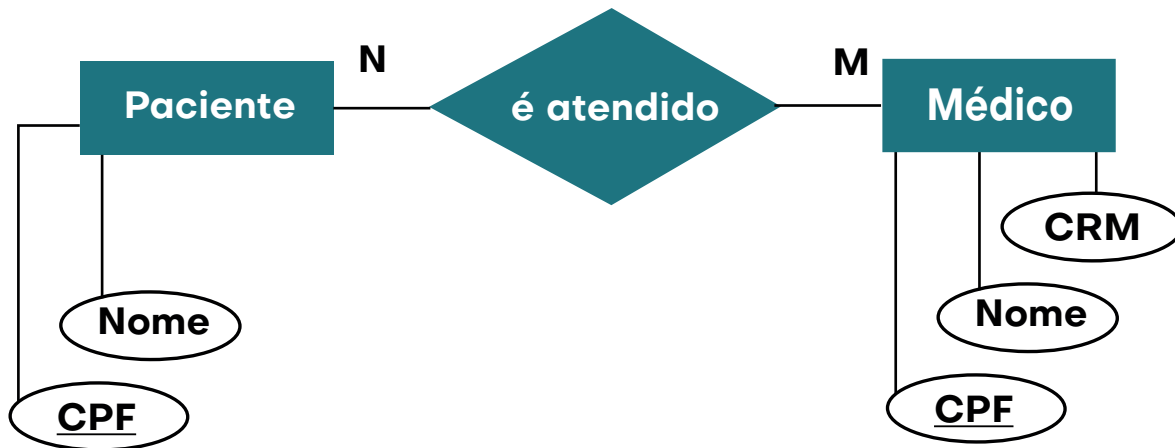 N
M
Paciente
é atendido
Médico
CRM
Nome
Nome
CPF
CPF